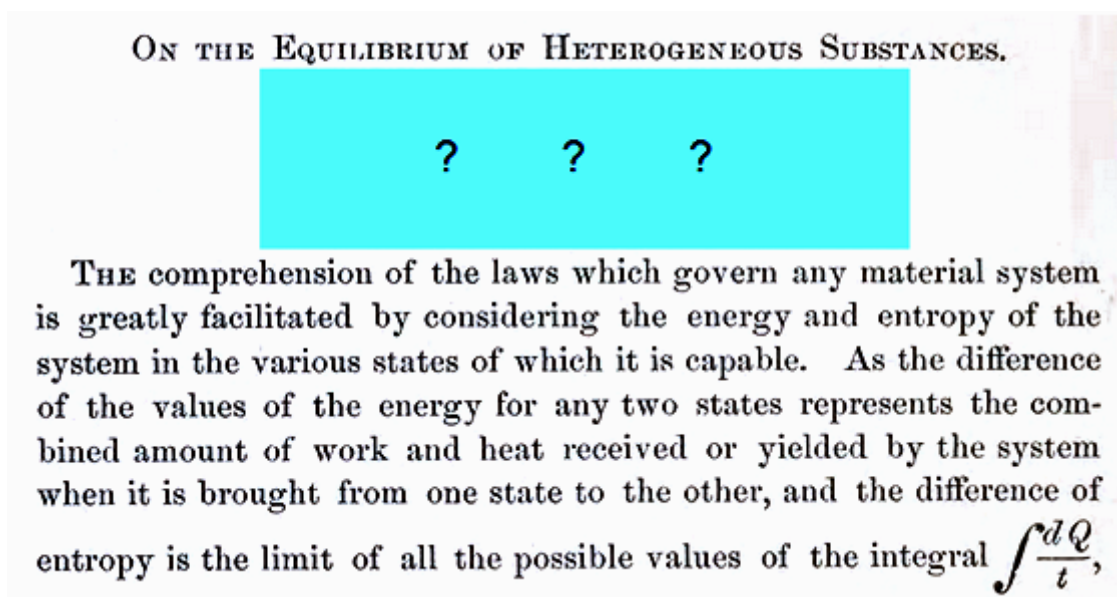 On the Equilibrium of Heterogeneous Substances.
? ? ?
The comprehension of the laws which govern any material system
is greatly facilitated by considering the energy and entropy of the
system in the various states of which it is capable. As the difference
of the values of the energy for any two states represents the com-
bined amount of work and heat received or yielded by the system
when it is brought from one state to the other, and the difference of
entropy is the limit of all the possible values of the integral ∫dQ/t,